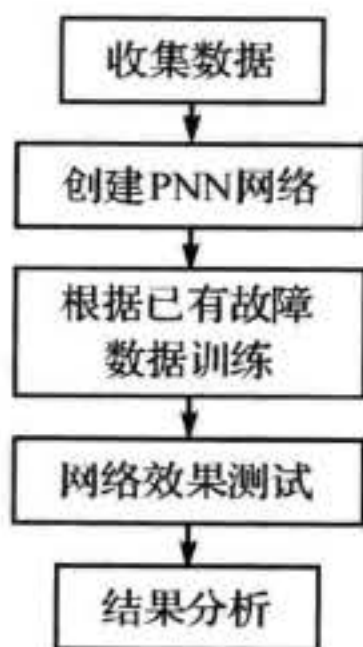 收集数据
创建PNN网络
根据已有故障
数据训练
网络效果测试
结果分析